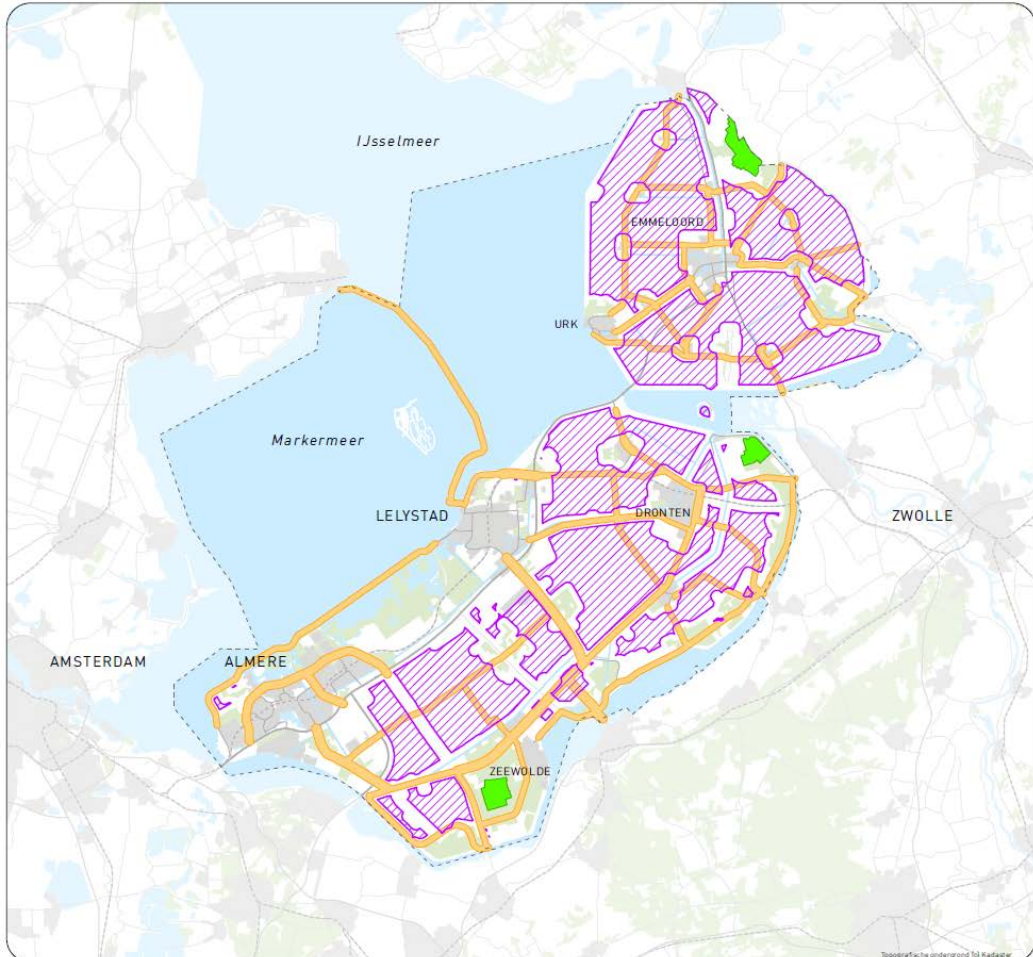 IJsselmeer
EMMELOORD
URK
Markermeer
LELYSTAD
DRONTEN
ZWOLLE
AMSTERDAM
ALMERE
ZEEWOLDE
Topografische ondergrond (c) Kadaster